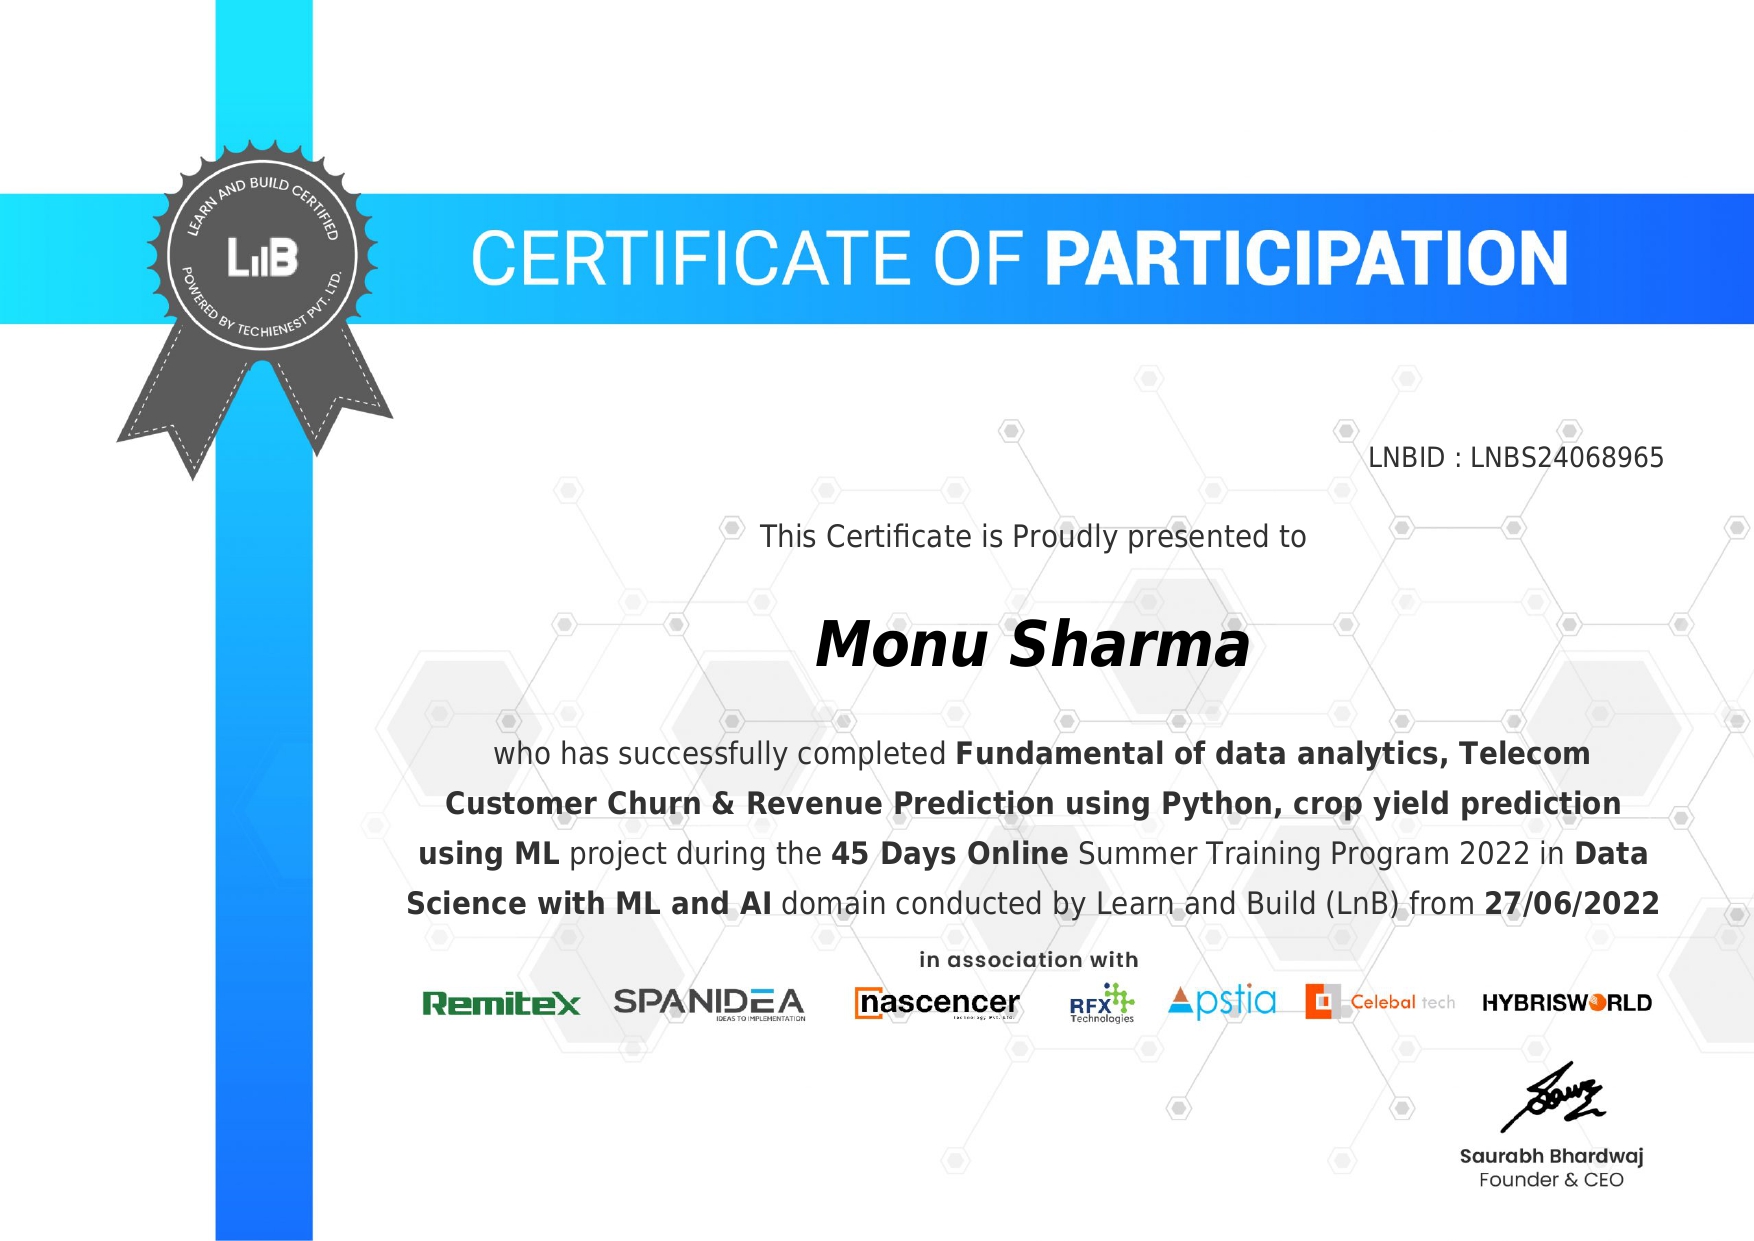 LEARN AND BUILD CERTIFIED
LnB
POWERED BY TECHIENEST PVT. LTD.
CERTIFICATE OF PARTICIPATION
LNBID : LNBS24068965
This Certificate is Proudly presented to
Monu Sharma
who has successfully completed Fundamental of data analytics, Telecom
Customer Churn & Revenue Prediction using Python, crop yield prediction
using ML project during the 45 Days Online Summer Training Program 2022 in Data
Science with ML and AI domain conducted by Learn and Build (LnB) from 27/06/2022
in association with
Remitex SPANIDEA nascencer RFX Apstia Celebal tech HYBRISWORLD
IDEAS TO IMPLEMENTATION Technology Pvt. Ltd. Technologies
Saurabh Bhardwaj
Founder & CEO